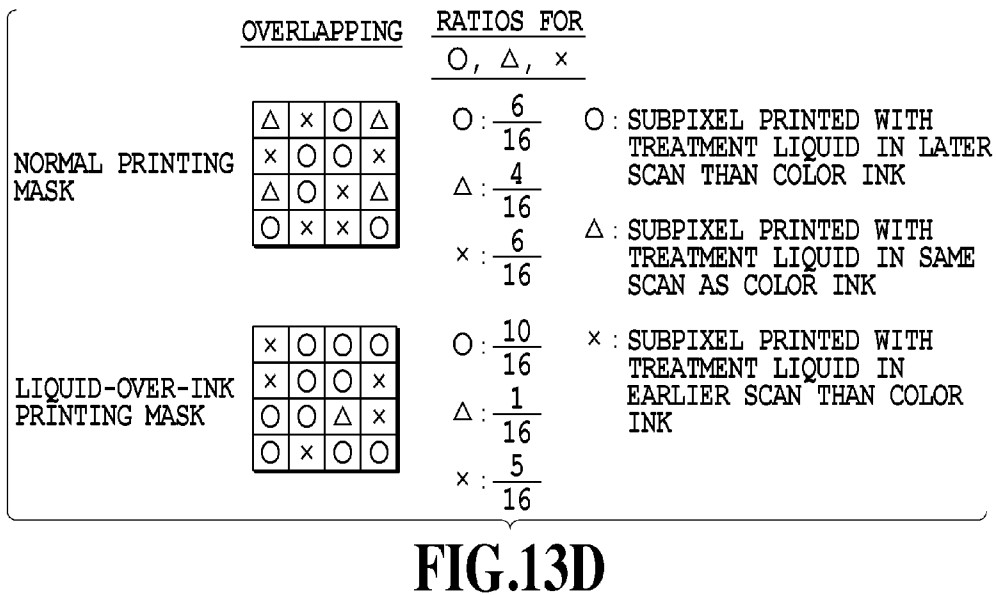 OVERLAPPING
RATIOS FOR
○, △, ×
NORMAL PRINTING
MASK
△ × ○ △
× ○ ○ ×
△ ○ × △
○ × × ○
○ : 6/16
△ : 4/16
× : 6/16
LIQUID-OVER-INK
PRINTING MASK
× ○ ○ ○
× ○ ○ ×
○ ○ △ ×
○ × ○ ○
○ : 10/16
△ : 1/16
× : 5/16
○ : SUBPIXEL PRINTED WITH
TREATMENT LIQUID IN LATER
SCAN THAN COLOR INK
△ : SUBPIXEL PRINTED WITH
TREATMENT LIQUID IN SAME
SCAN AS COLOR INK
× : SUBPIXEL PRINTED WITH
TREATMENT LIQUID IN
EARLIER SCAN THAN COLOR
INK
FIG.13D